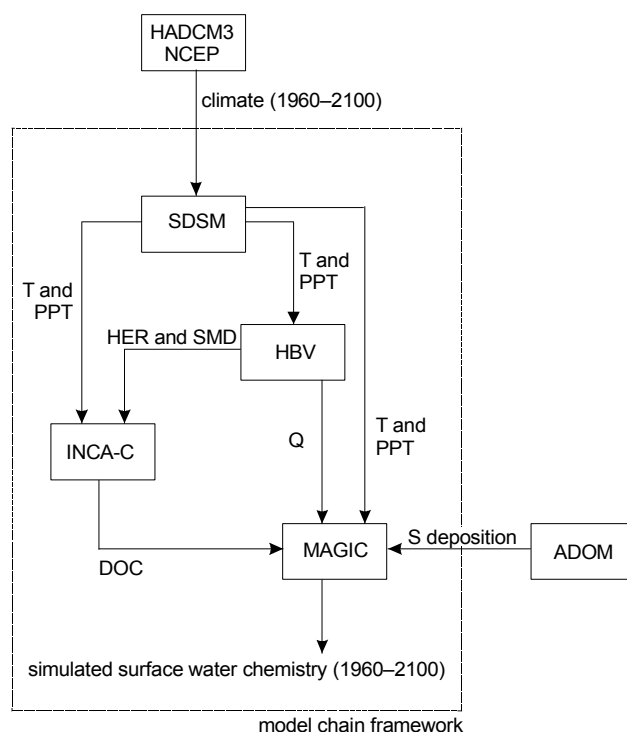 HADCM3
NCEP
climate (1960–2100)
SDSM
T and
PPT
T and
PPT
HER and SMD
HBV
INCA-C
Q
T and
PPT
DOC
MAGIC
S deposition
ADOM
simulated surface water chemistry (1960–2100)
model chain framework